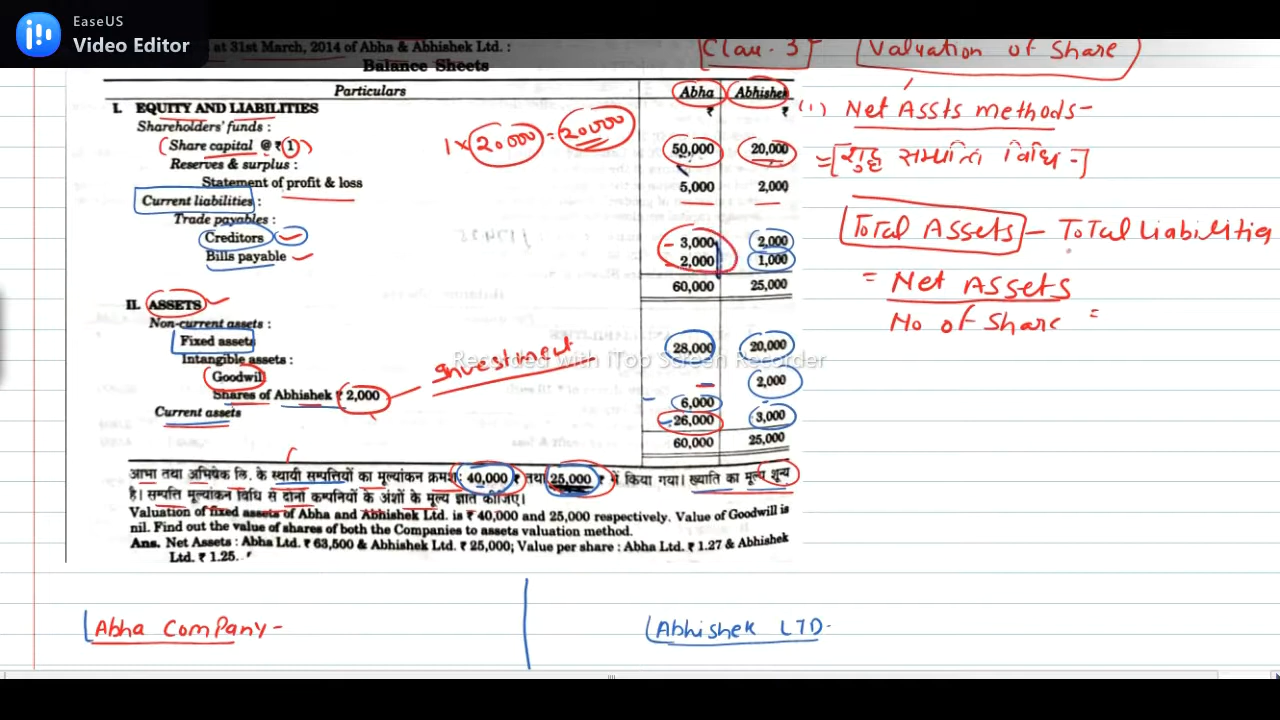 EaseUS
Video Editor
at 31st March, 2014 of Abha & Abhishek Ltd. :
Balance Sheets
Particulars Abha Abhishek
₹ ₹
I. EQUITY AND LIABILITIES
Shareholders' funds :
Share capital @ ₹ 1 50,000 20,000
Reserves & surplus :
Statement of profit & loss 5,000 2,000
Current liabilities :
Trade payables :
Creditors 3,000 2,000
Bills payable 2,000 1,000
60,000 25,000
II. ASSETS
Non-current assets :
Fixed assets 28,000 20,000
Intangible assets :
Goodwill – 2,000
Shares of Abhishek ₹ 2,000 6,000 -
Current assets 26,000 3,000
60,000 25,000
1 x 20000 = 20000
investment
Recorded with iTop Screen Recorder
आभा तथा अभिषेक लि. के स्थायी सम्पत्तियों का मूल्यांकन क्रमशः 40,000 ₹ तथा 25,000 ₹ में किया गया। ख्याति का मूल्य शून्य
है। सम्पत्ति मूल्यांकन विधि से दोनों कम्पनियों के अंशों के मूल्य ज्ञात कीजिए।
Valuation of fixed assets of Abha and Abhishek Ltd. is ₹ 40,000 and 25,000 respectively. Value of Goodwill is
nil. Find out the value of shares of both the Companies to assets valuation method.
Ans. Net Assets : Abha Ltd. ₹ 63,500 & Abhishek Ltd. ₹ 25,000; Value per share : Abha Ltd. ₹ 1.27 & Abhishek
Ltd. ₹ 1.25.
Clau. 3 Valuation of Share
(1) Net Assts methods-
=[शुद्ध सम्पत्ति विधि -]
Total Assets - Total Liabilities
= Net Assets
No of Share =
Abha Company-
Abhishek LTD-